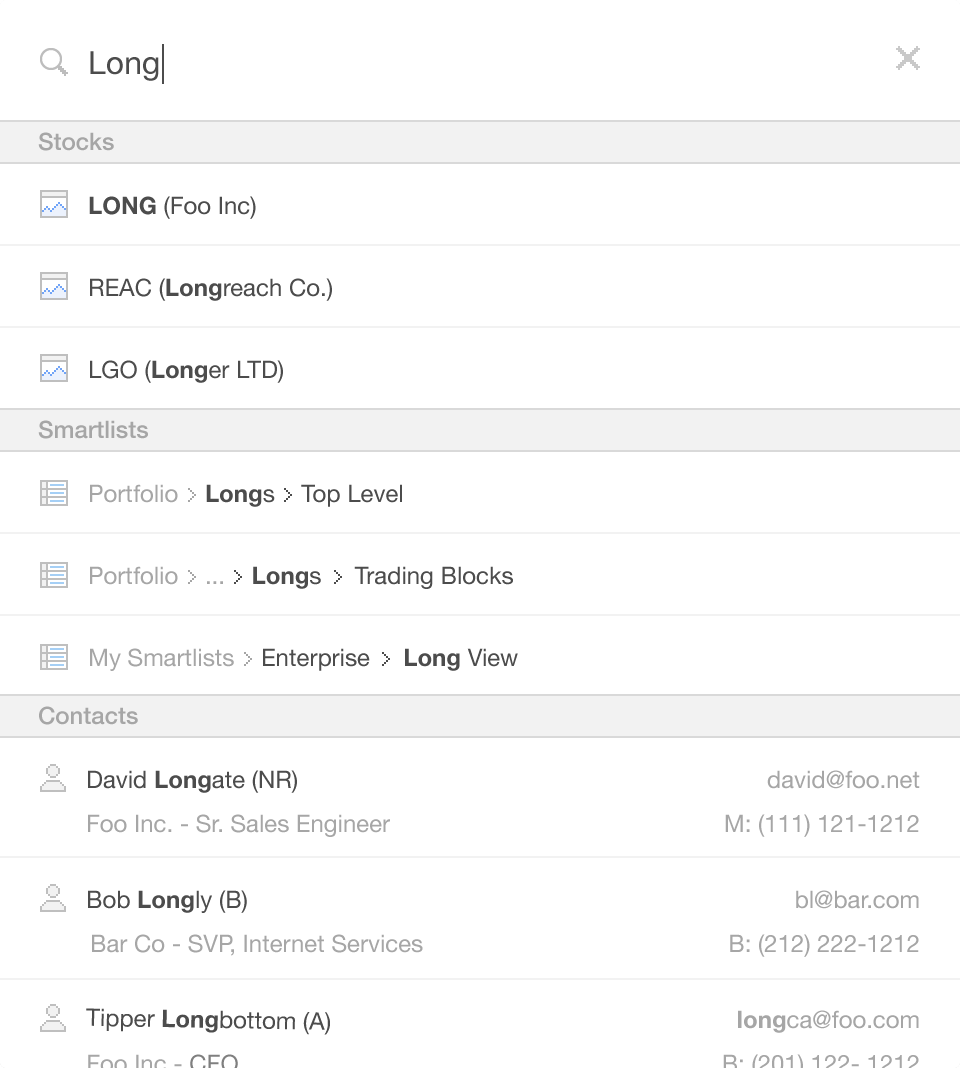 Long
Stocks
LONG (Foo Inc)
REAC (Longreach Co.)
LGO (Longer LTD)
Smartlists
Portfolio > Longs > Top Level
Portfolio > ... > Longs > Trading Blocks
My Smartlists > Enterprise > Long View
Contacts
David Longate (NR) david@foo.net
Foo Inc. - Sr. Sales Engineer M: (111) 121-1212
Bob Longly (B) bl@bar.com
Bar Co - SVP, Internet Services B: (212) 222-1212
Tipper Longbottom (A) longca@foo.com
Foo Inc - CFO B: (201) 122- 1212